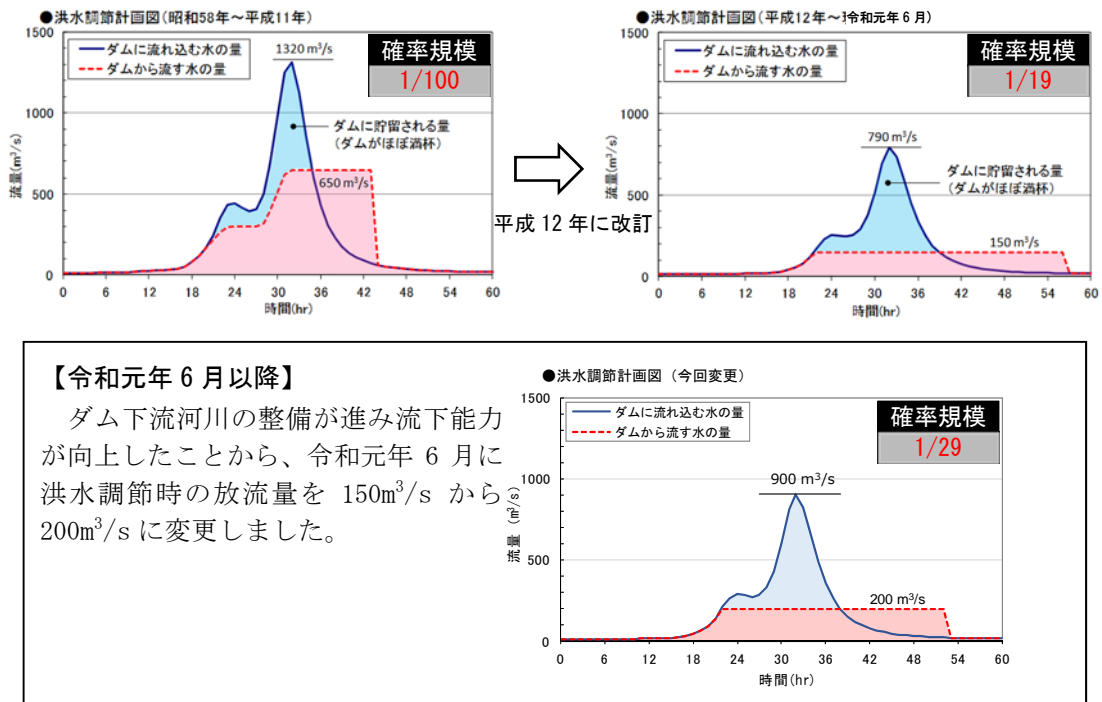 ●洪水調節計画図(昭和58年～平成11年)
1500
1000
500
0
流量(m³/s)
ダムに流れ込む水の量
ダムから流す水の量
1320 m³/s
確率規模
1/100
ダムに貯留される量
(ダムがほぼ満杯)
650 m³/s
0 6 12 18 24 30 36 42 48 54 60
時間(hr)
平成 12 年に改訂
●洪水調節計画図(平成12年～令和元年 6 月)
1500
1000
500
0
流量(m³/s)
ダムに流れ込む水の量
ダムから流す水の量
790 m³/s
確率規模
1/19
ダムに貯留される量
(ダムがほぼ満杯)
150 m³/s
0 6 12 18 24 30 36 42 48 54 60
時間(hr)
【令和元年 6 月以降】
ダム下流河川の整備が進み流下能力
が向上したことから、令和元年 6 月に
洪水調節時の放流量を 150m³/s から
200m³/s に変更しました。
●洪水調節計画図（今回変更）
1500
1000
500
0
流量（m³/s）
ダムに流れ込む水の量
ダムから流す水の量
900 m³/s
確率規模
1/29
200 m³/s
0 6 12 18 24 30 36 42 48 54 60
時間(hr)